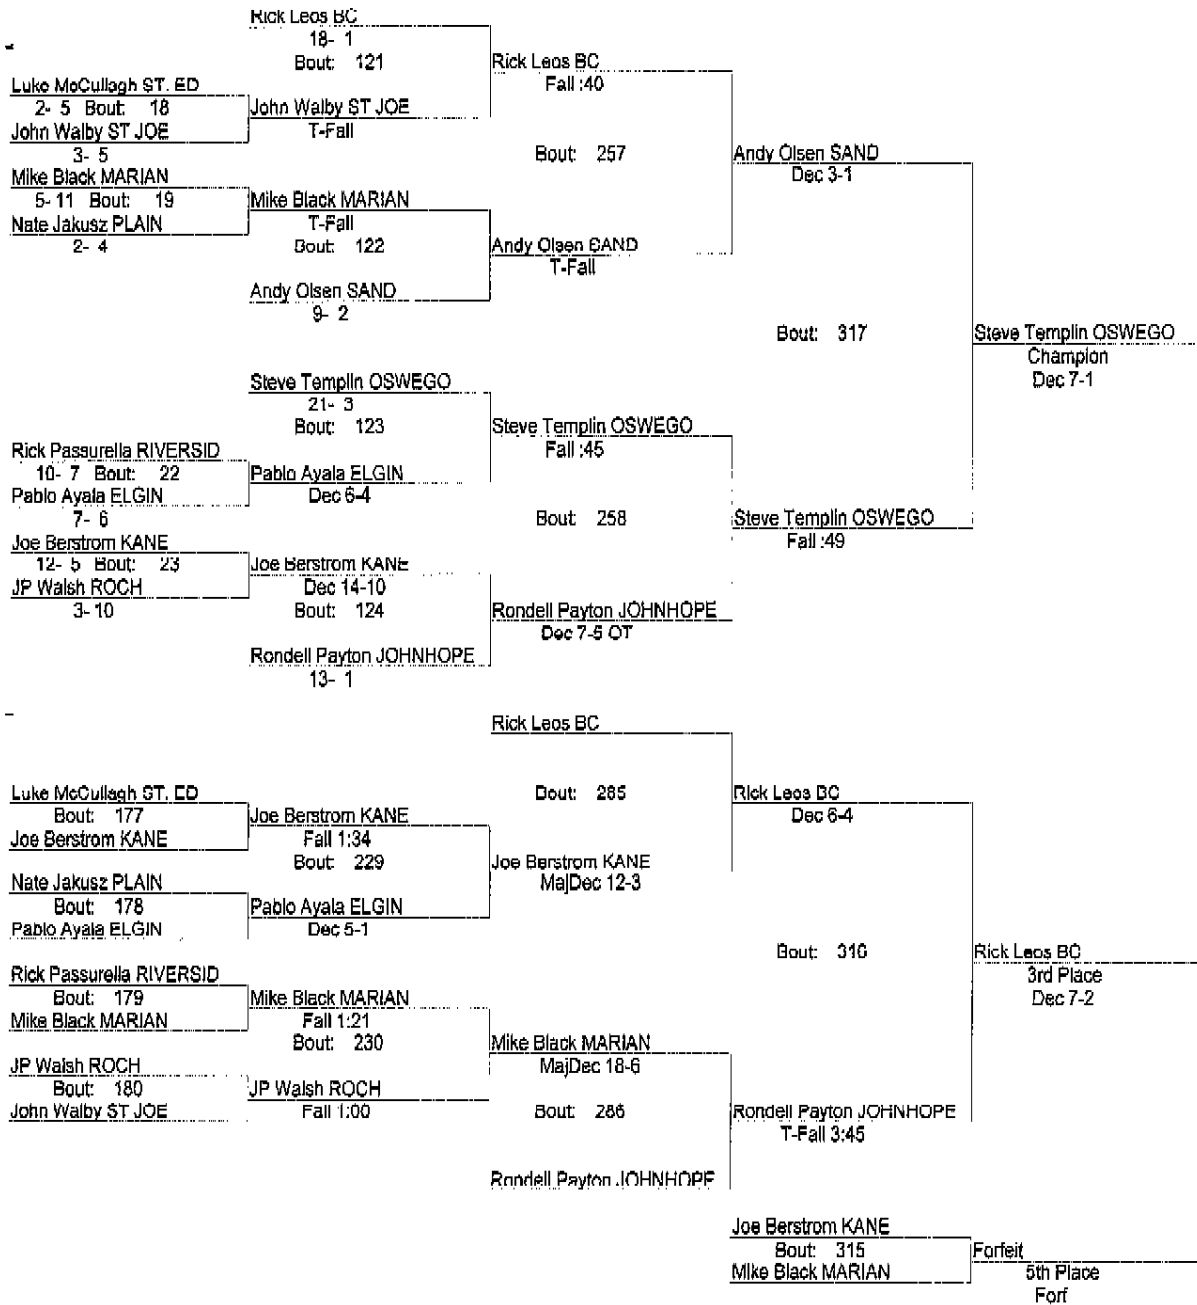 Rick Leos BC
18- 1
Bout: 121
Rick Leos BC
Fall :40
Luke McCullagh ST. ED
2- 5 Bout: 18
John Walby ST JOE
John Walby ST JOE
T-Fall
3- 5
Bout: 257
Andy Olsen SAND
Dec 3-1
Mike Black MARIAN
5- 11 Bout: 19
Mike Black MARIAN
Nate Jakusz PLAIN
T-Fall
2- 4
Bout: 122
Andy Olsen SAND
T-Fall
Andy Olsen SAND
9- 2
Bout: 317
Steve Templin OSWEGO
Champion
Dec 7-1
Steve Templin OSWEGO
21- 3
Bout: 123
Steve Templin OSWEGO
Fall :45
Rick Passurella RIVERSID
10- 7 Bout: 22
Pablo Ayala ELGIN
Pablo Ayala ELGIN
Dec 6-4
7- 6
Bout: 258
Steve Templin OSWEGO
Fall :49
Joe Berstrom KANE
12- 5 Bout: 23
Joe Berstrom KANE
JP Walsh ROCH
Dec 14-10
3- 10
Bout: 124
Rondell Payton JOHNHOPE
Dec 7-5 OT
Rondell Payton JOHNHOPE
13- 1
Rick Leos BC
Luke McCullagh ST. ED
Bout: 177
Joe Berstrom KANE
Joe Berstrom KANE
Fall 1:34
Bout: 285
Rick Leos BC
Dec 6-4
Bout: 229
Joe Berstrom KANE
MajDec 12-3
Nate Jakusz PLAIN
Bout: 178
Pablo Ayala ELGIN
Pablo Ayala ELGIN
Dec 5-1
Bout: 316
Rick Leos BC
3rd Place
Dec 7-2
Rick Passurella RIVERSID
Bout: 179
Mike Black MARIAN
Mike Black MARIAN
Fall 1:21
Bout: 230
Mike Black MARIAN
MajDec 18-6
JP Walsh ROCH
Bout: 180
JP Walsh ROCH
John Walby ST JOE
Fall 1:00
Bout: 286
Rondell Payton JOHNHOPE
T-Fall 3:45
Rondell Payton JOHNHOPE
Joe Berstrom KANE
Bout: 315
Mike Black MARIAN
Forfeit
5th Place
Forf